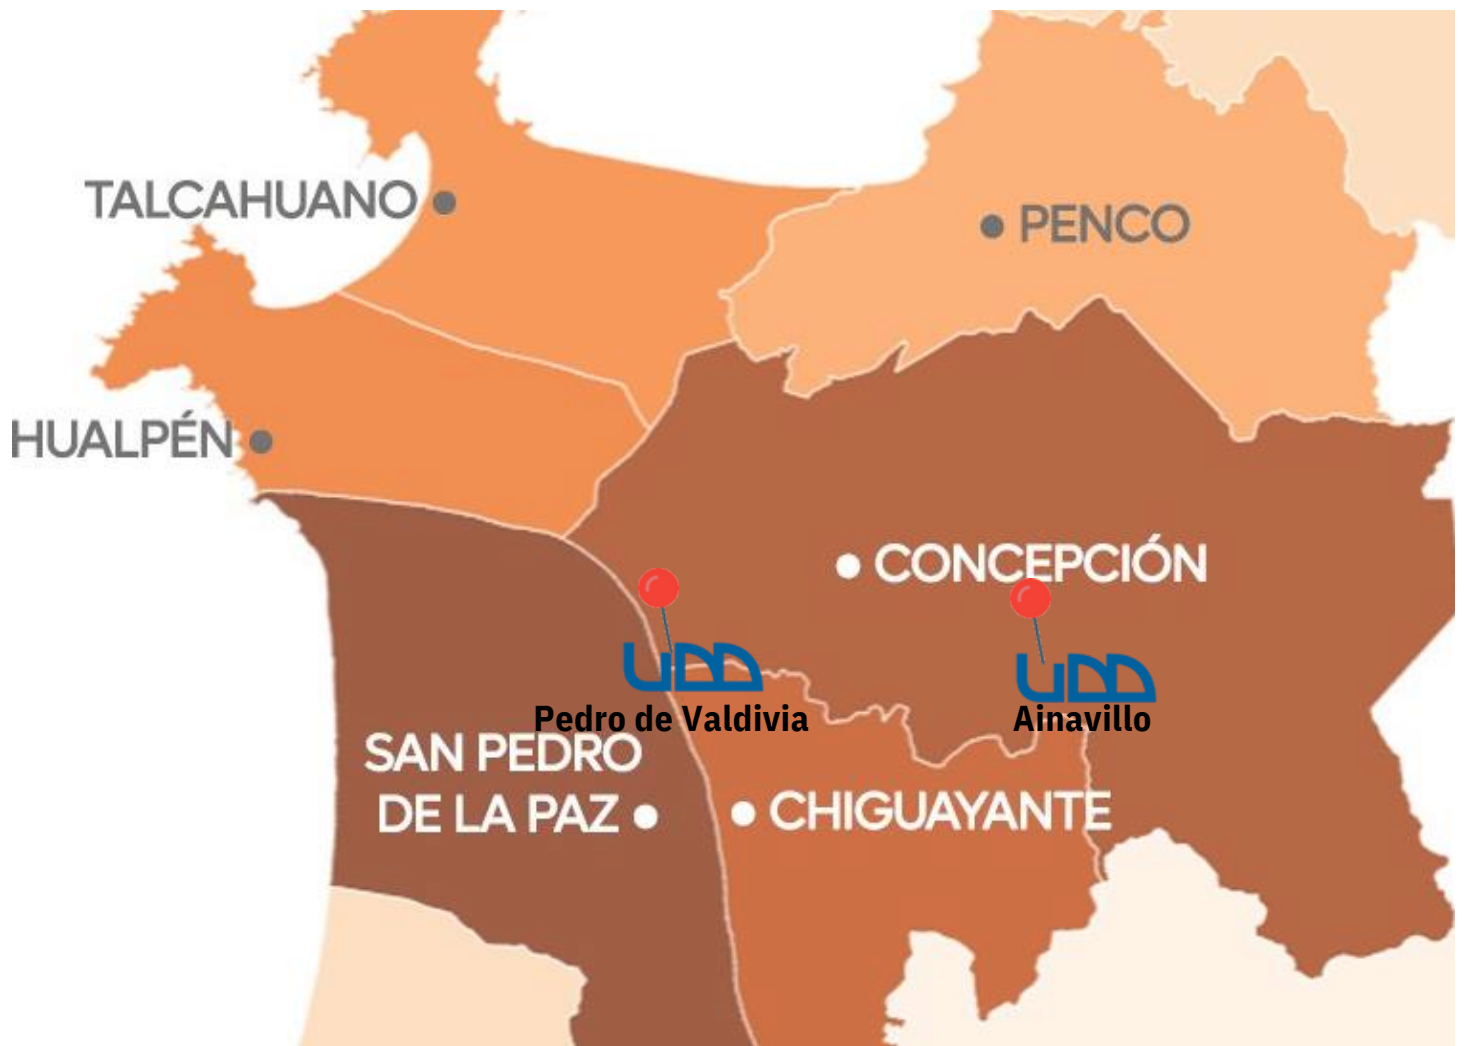 TALCAHUANO
PENCO
HUALPÉN
CONCEPCIÓN
UDD
UDD
Pedro de Valdivia
Ainavillo
SAN PEDRO
DE LA PAZ
CHIGUAYANTE